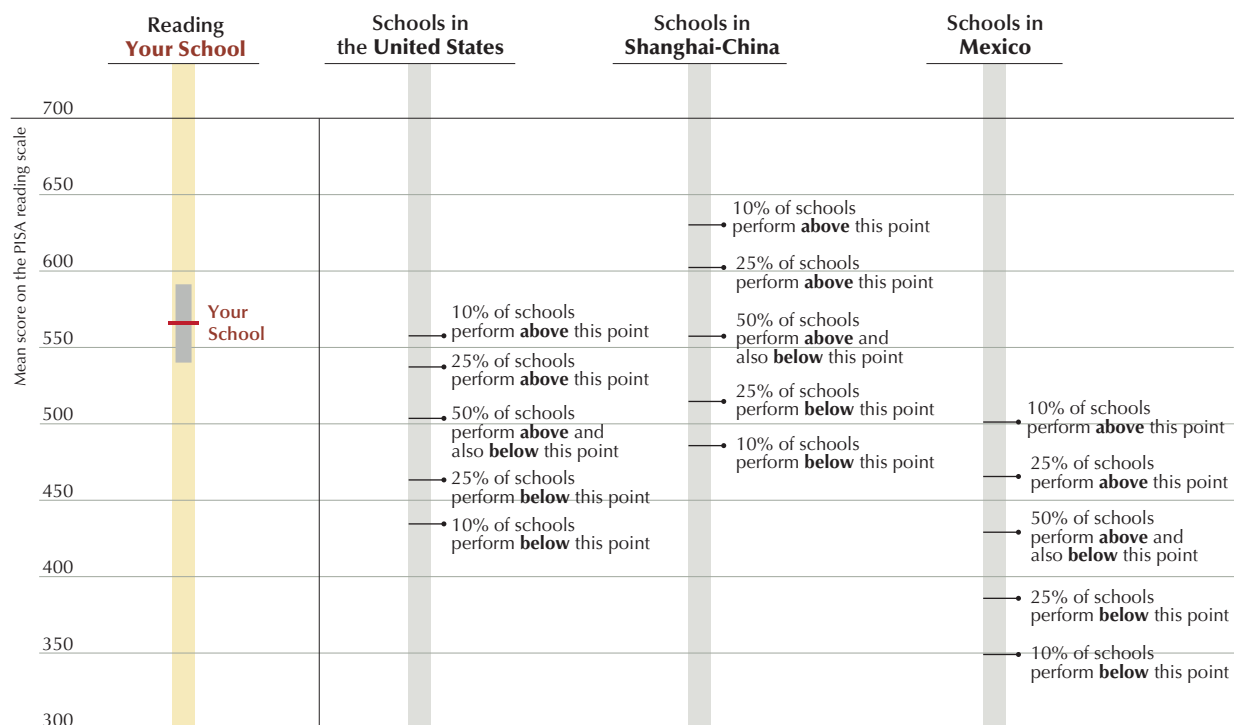 Reading
Your School
Schools in
the United States
Schools in
Shanghai-China
Schools in
Mexico
Mean score on the PISA reading scale
700
650
600
550
500
450
400
350
300
Your
School
10% of schools
perform above this point
25% of schools
perform above this point
50% of schools
perform above and
also below this point
25% of schools
perform below this point
10% of schools
perform below this point
10% of schools
perform above this point
25% of schools
perform above this point
50% of schools
perform above and
also below this point
25% of schools
perform below this point
10% of schools
perform below this point
10% of schools
perform above this point
25% of schools
perform above this point
50% of schools
perform above and
also below this point
25% of schools
perform below this point
10% of schools
perform below this point